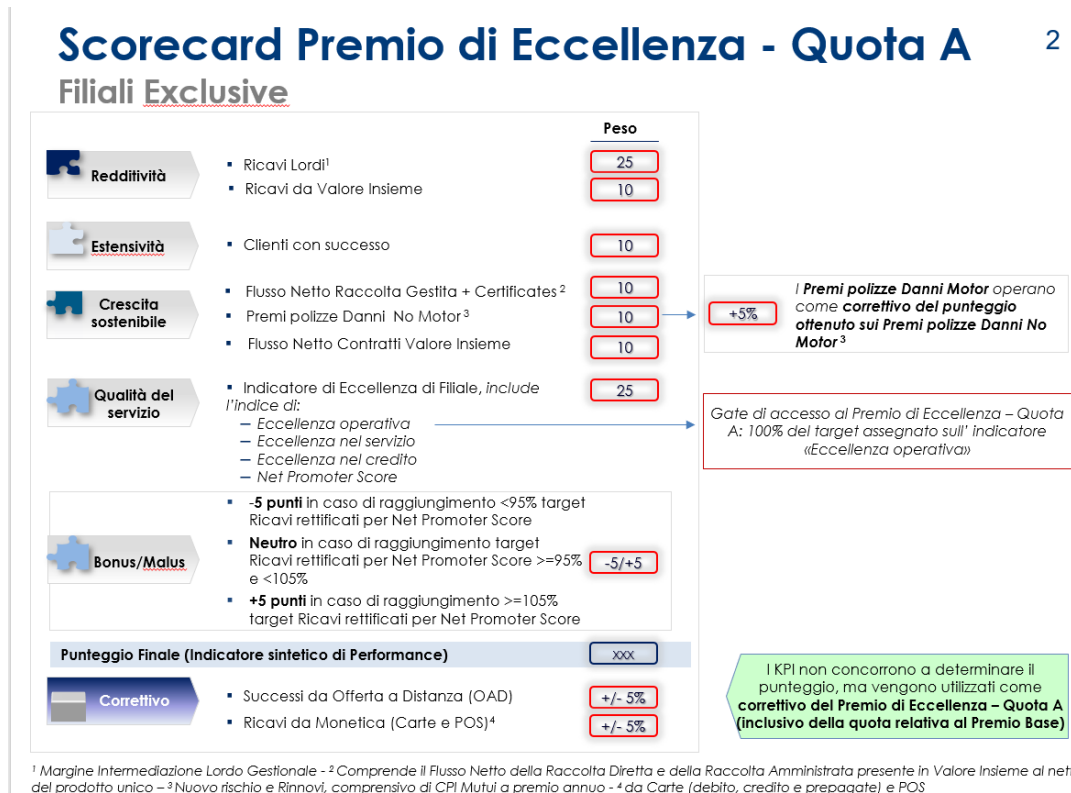 Scorecard Premio di Eccellenza - Quota A
2
Filiali Exclusive
Peso
Redditività
▪ Ricavi Lordi¹
25
▪ Ricavi da Valore Insieme
10
Estensività
▪ Clienti con successo
10
Crescita
sostenibile
▪ Flusso Netto Raccolta Gestita + Certificates ²
10
▪ Premi polizze Danni No Motor ³
10
▪ Flusso Netto Contratti Valore Insieme
10
+5%
I Premi polizze Danni Motor operano
come correttivo del punteggio
ottenuto sui Premi polizze Danni No
Motor ³
Qualità del
servizio
▪ Indicatore di Eccellenza di Filiale, include
l'indice di:
25
– Eccellenza operativa
– Eccellenza nel servizio
– Eccellenza nel credito
– Net Promoter Score
Gate di accesso al Premio di Eccellenza – Quota
A: 100% del target assegnato sull' indicatore
«Eccellenza operativa»
Bonus/Malus
▪ -5 punti in caso di raggiungimento <95% target
Ricavi rettificati per Net Promoter Score
▪ Neutro in caso di raggiungimento target
Ricavi rettificati per Net Promoter Score >=95%
e <105%
▪ +5 punti in caso di raggiungimento >=105%
target Ricavi rettificati per Net Promoter Score
-5/+5
Punteggio Finale (Indicatore sintetico di Performance)
xxx
Correttivo
▪ Successi da Offerta a Distanza (OAD)
+/- 5%
▪ Ricavi da Monetica (Carte e POS)⁴
+/- 5%
I KPI non concorrono a determinare il
punteggio, ma vengono utilizzati come
correttivo del Premio di Eccellenza – Quota A
(inclusivo della quota relativa al Premio Base)
¹ Margine Intermediazione Lordo Gestionale - ² Comprende il Flusso Netto della Raccolta Diretta e della Raccolta Amministrata presente in Valore Insieme al
del prodotto unico – ³ Nuovo rischio e Rinnovi, comprensivo di CPI Mutui a premio annuo - ⁴ da Carte (debito, credito e prepagate) e POS